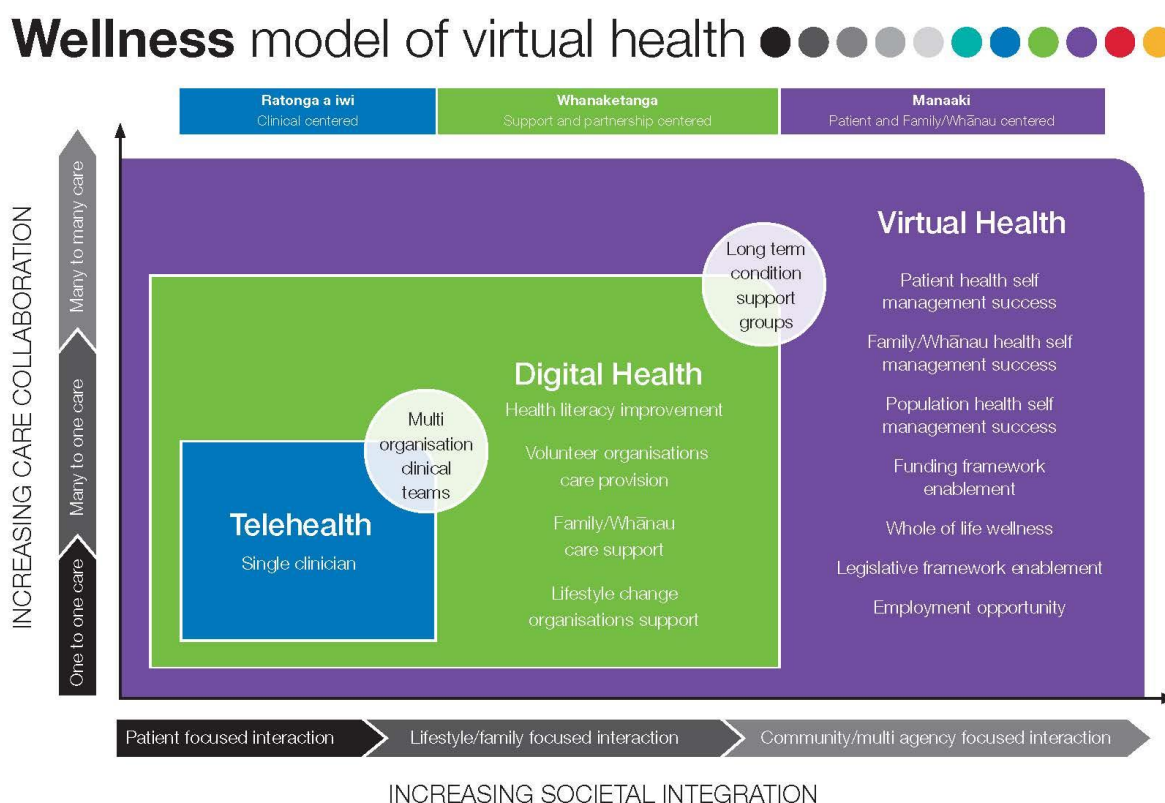 Wellness model of virtual health
Ratonga a iwi
Clinical centered
Whanaketanga
Support and partnership centered
Manaaki
Patient and Family/Whānau centered
INCREASING CARE COLLABORATION
Many to many care
Many to one care
One to one care
Virtual Health
Patient health self
management success
Family/Whānau health self
management success
Population health self
management success
Funding framework
enablement
Whole of life wellness
Legislative framework enablement
Employment opportunity
Long term
condition
support
groups
Digital Health
Health literacy improvement
Volunteer organisations
care provision
Family/Whānau
care support
Lifestyle change
organisations support
Multi
organisation
clinical
teams
Telehealth
Single clinician
Patient focused interaction
Lifestyle/family focused interaction
Community/multi agency focused interaction
INCREASING SOCIETAL INTEGRATION